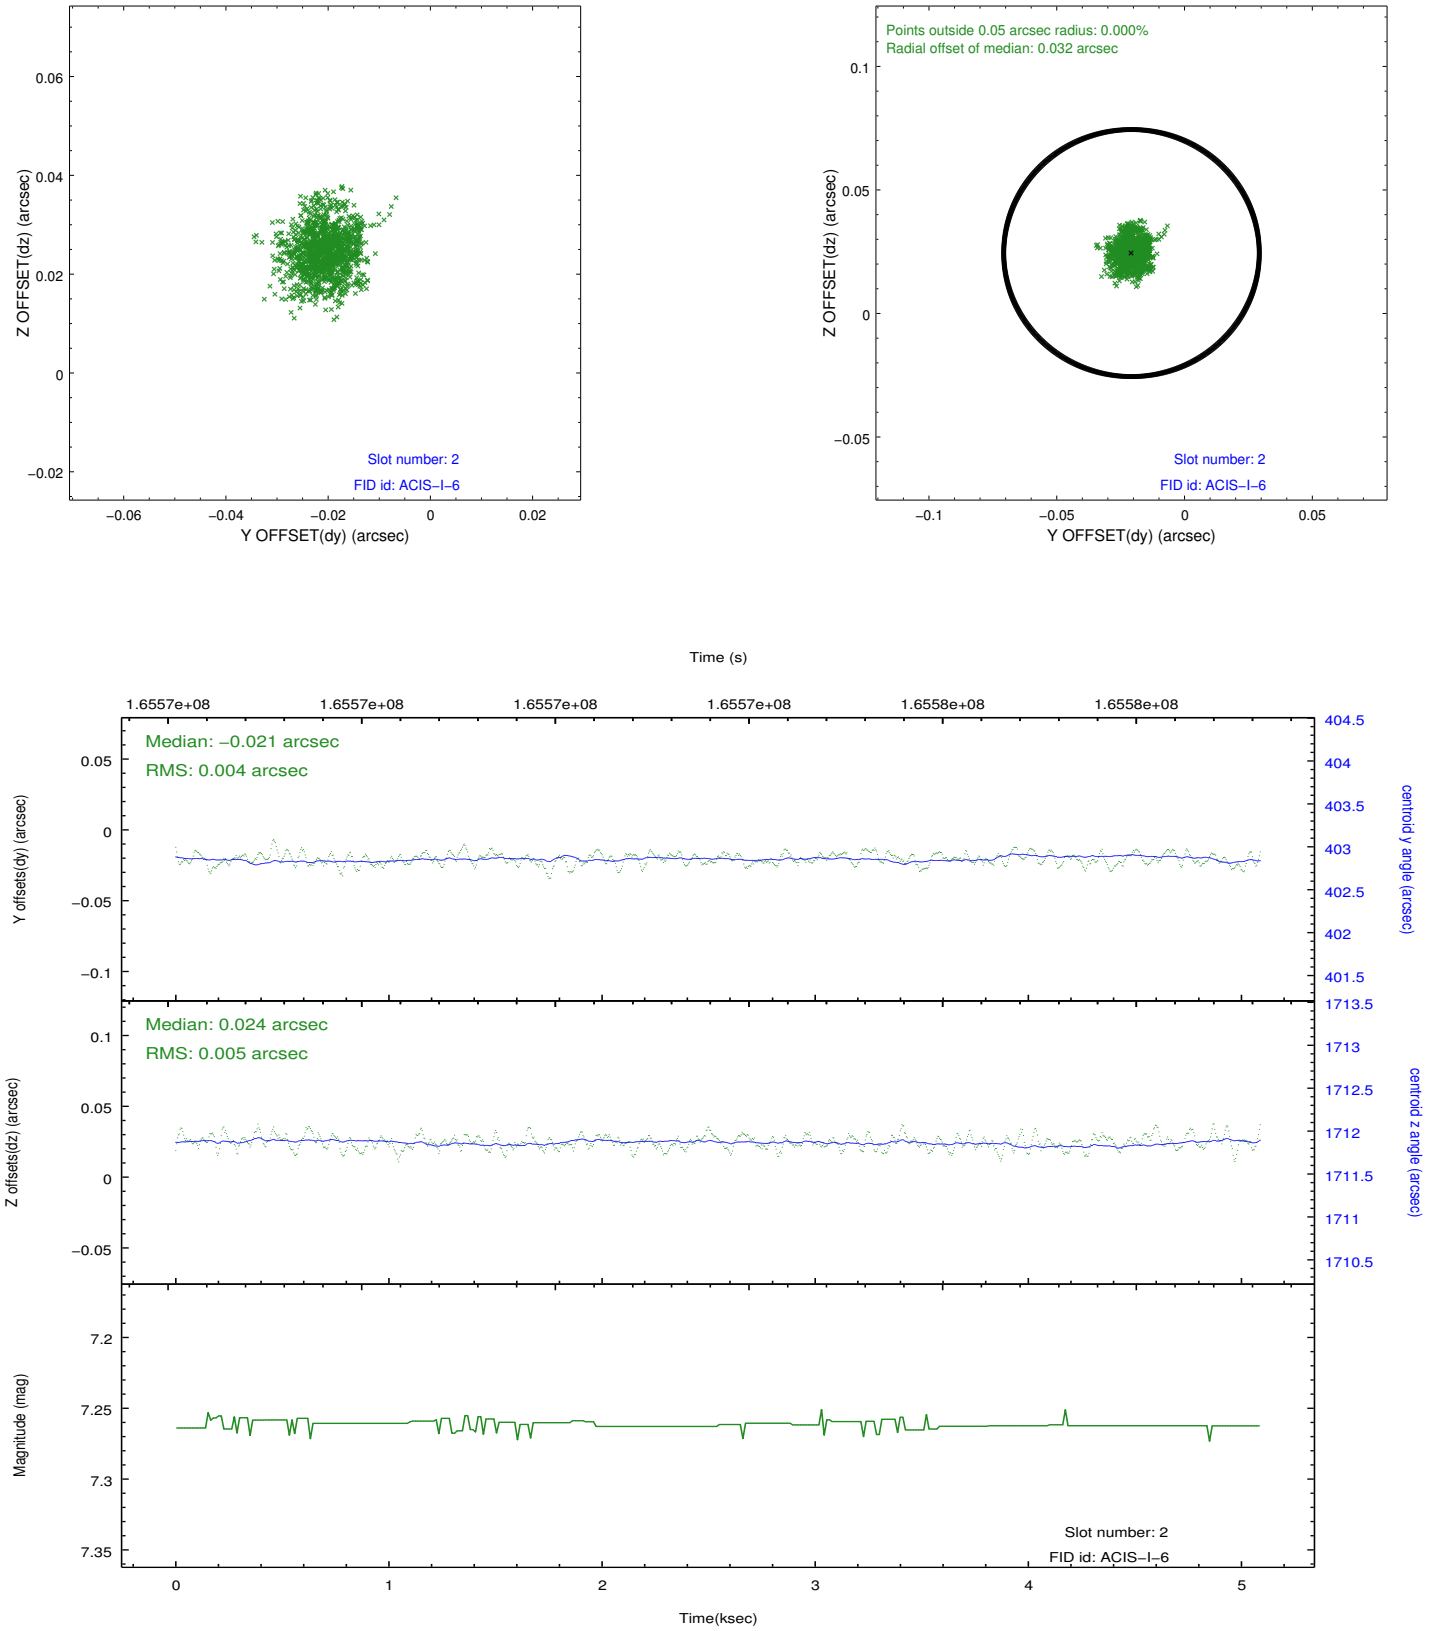 0.06
0.04
0.02
0
−0.02
Z OFFSET(dz) (arcsec)
Slot number: 2
FID id: ACIS−I−6
−0.06
−0.04
−0.02
0
0.02
Y OFFSET(dy) (arcsec)
Points outside 0.05 arcsec radius: 0.000%
Radial offset of median: 0.032 arcsec
0.1
0.05
0
−0.05
Z OFFSET(dz) (arcsec)
Slot number: 2
FID id: ACIS−I−6
−0.1
−0.05
0
0.05
Y OFFSET(dy) (arcsec)
Time (s)
1.6557e+08
1.6557e+08
1.6557e+08
1.6557e+08
1.6558e+08
1.6558e+08
Median: −0.021 arcsec
RMS: 0.004 arcsec
0.05
0
−0.05
−0.1
Y offsets(dy) (arcsec)
404.5
404
403.5
403
402.5
402
401.5
centroid y angle (arcsec)
Median: 0.024 arcsec
RMS: 0.005 arcsec
0.1
0.05
0
−0.05
Z offsets(dz) (arcsec)
1713.5
1713
1712.5
1712
1711.5
1711
1710.5
centroid z angle (arcsec)
7.2
7.25
7.3
7.35
Magnitude (mag)
Slot number: 2
FID id: ACIS−I−6
0
1
2
3
4
5
Time(ksec)